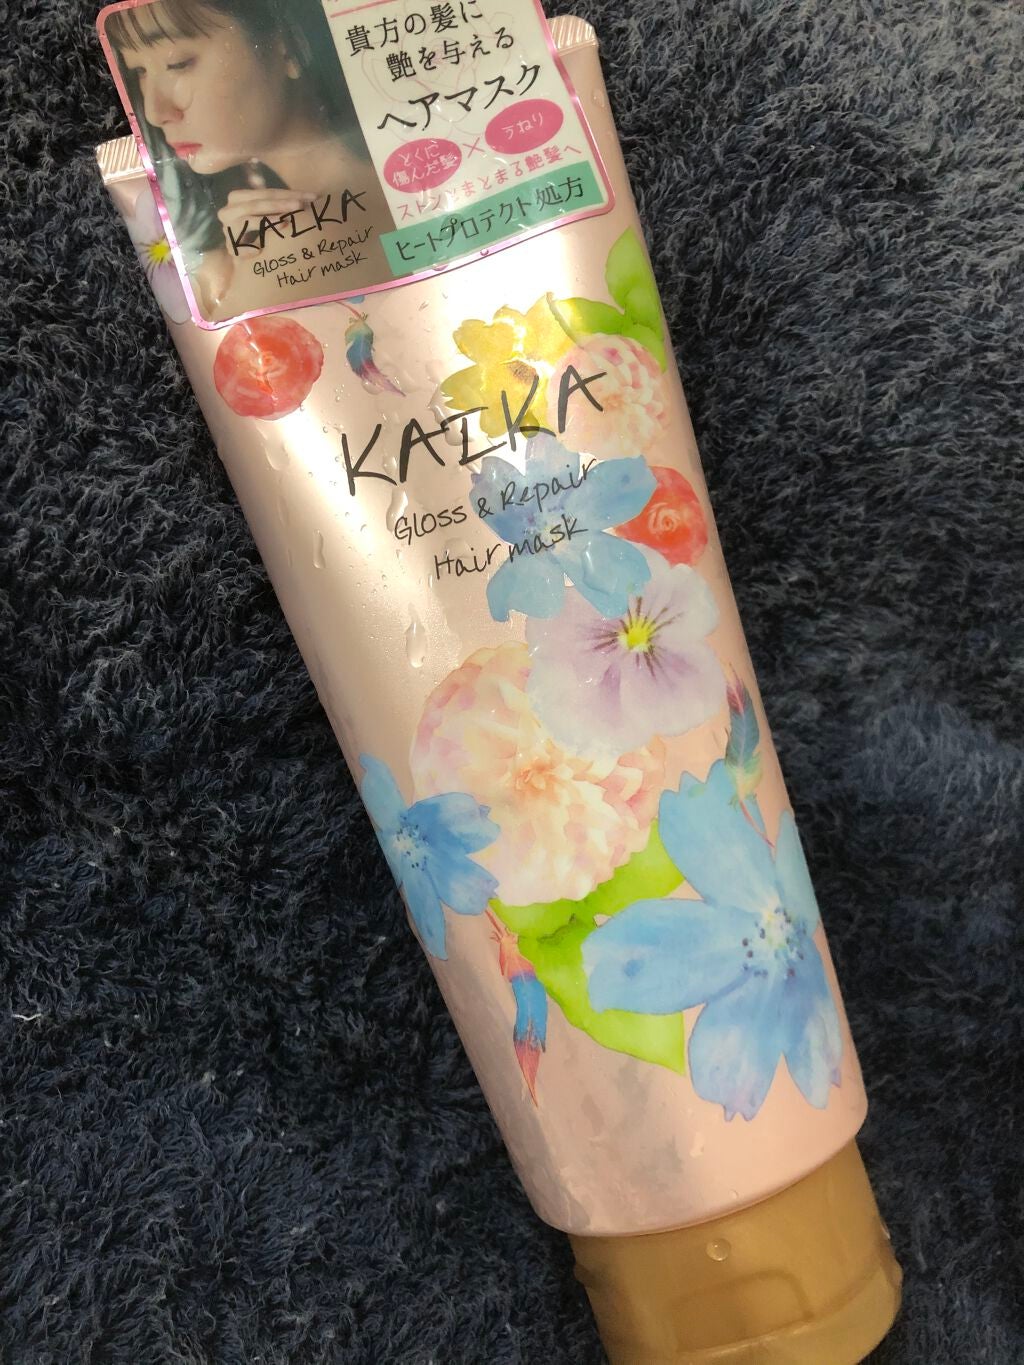 貴方の髪に
艶を与える
ヘアマスク
とくに
傷んだ髪
×
うねり
ストンとまとまる艶髪へ
ヒートプロテクト処方
KAIKA
Gloss & Repair
Hair mask
KAIKA
Gloss & Repair
Hair mask